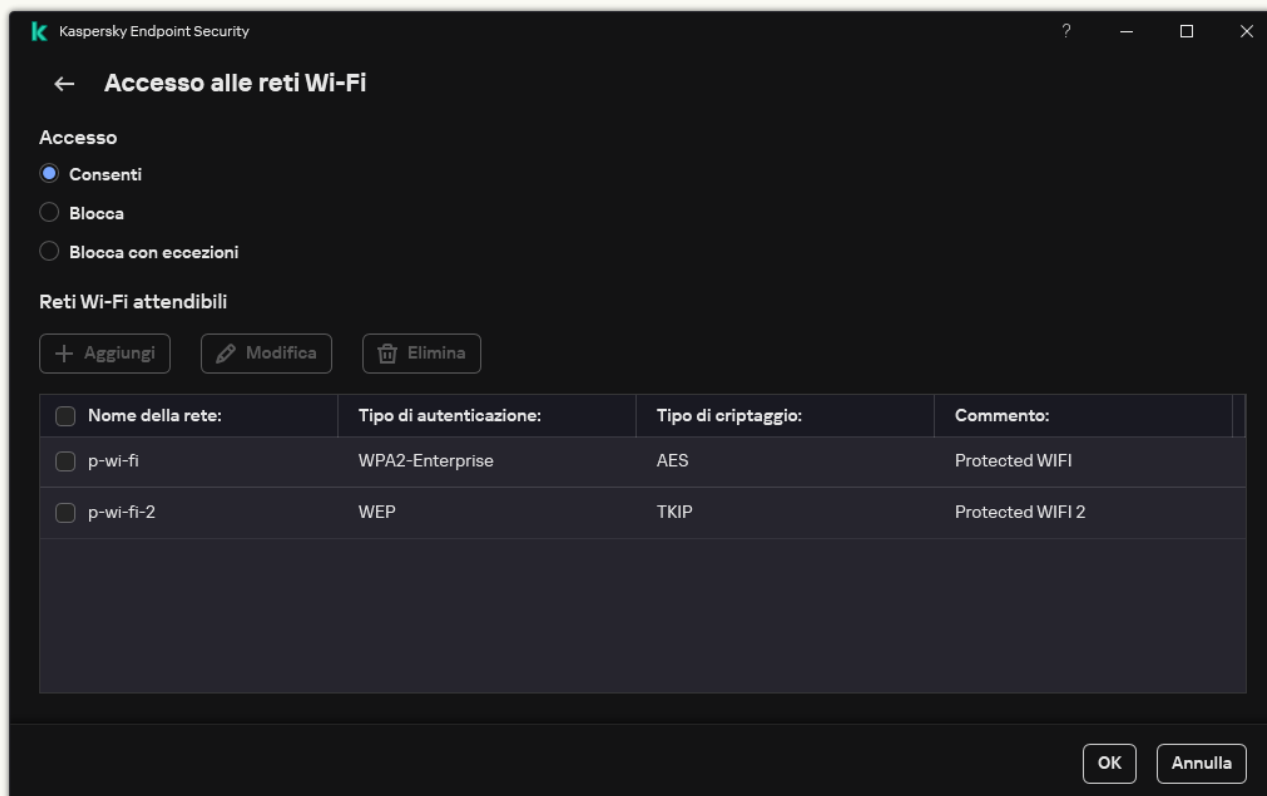 Kaspersky Endpoint Security
?
Accesso alle reti Wi-Fi
Accesso
Consenti
Blocca
Blocca con eccezioni
Reti Wi-Fi attendibili
Aggiungi Modifica Elimina
Nome della rete: Tipo di autenticazione: Tipo di criptaggio: Commento:
p-wi-fi WPA2-Enterprise AES Protected WIFI
p-wi-fi-2 WEP TKIP Protected WIFI 2
OK Annulla